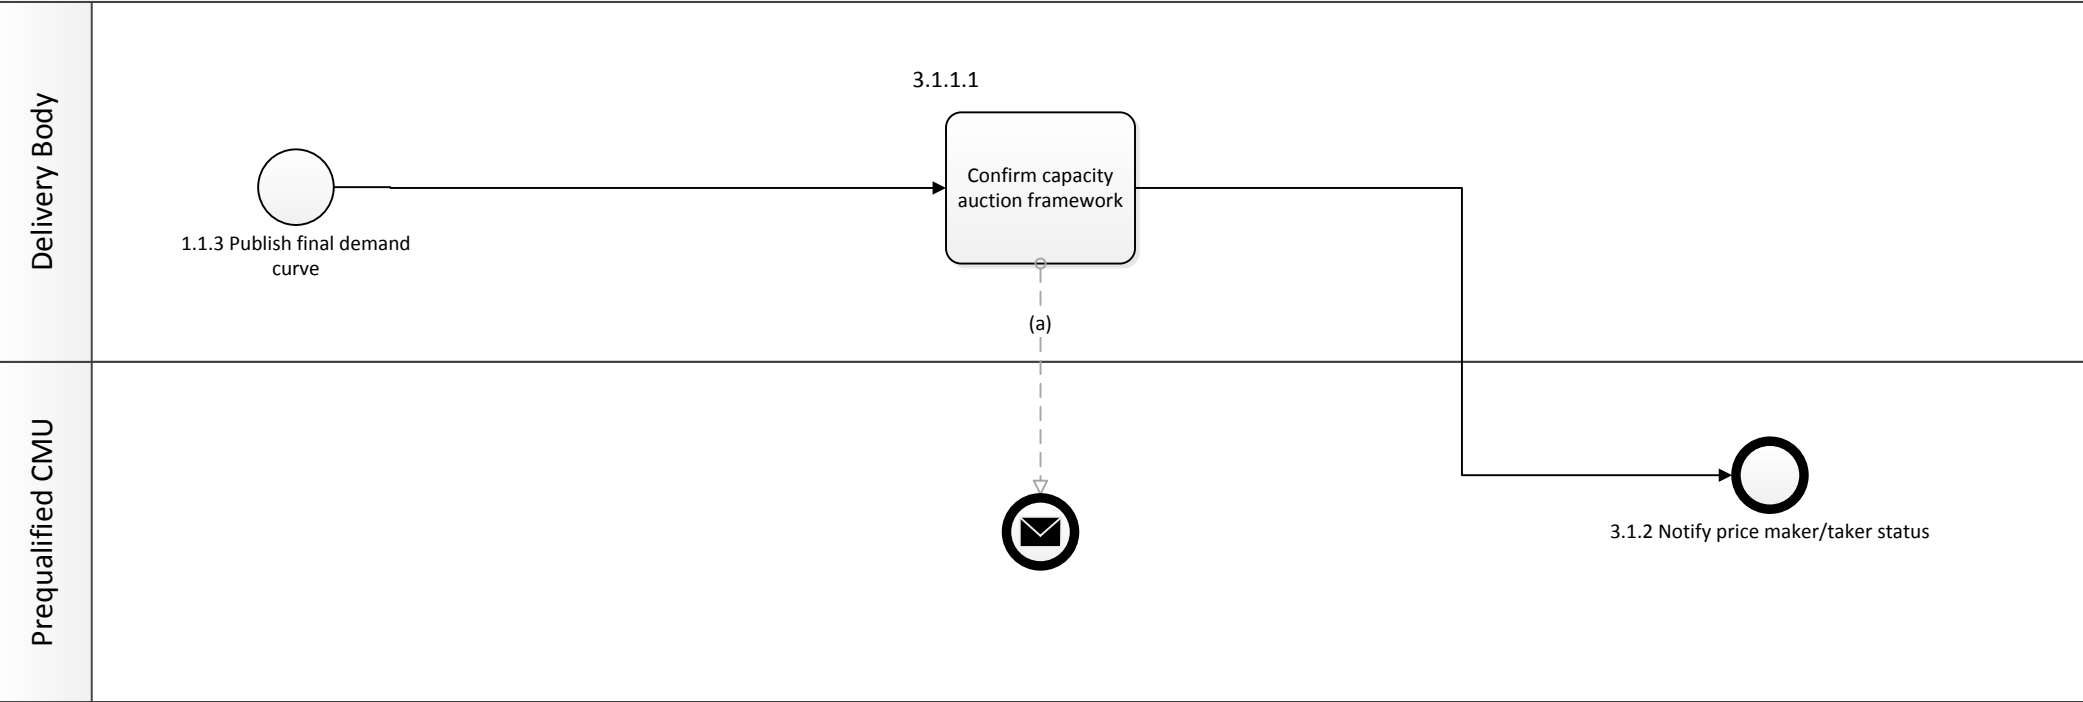 Delivery Body
3.1.1.1
Confirm capacity
auction framework
1.1.3 Publish final demand
curve
(a)
Prequalified CMU
3.1.2 Notify price maker/taker status